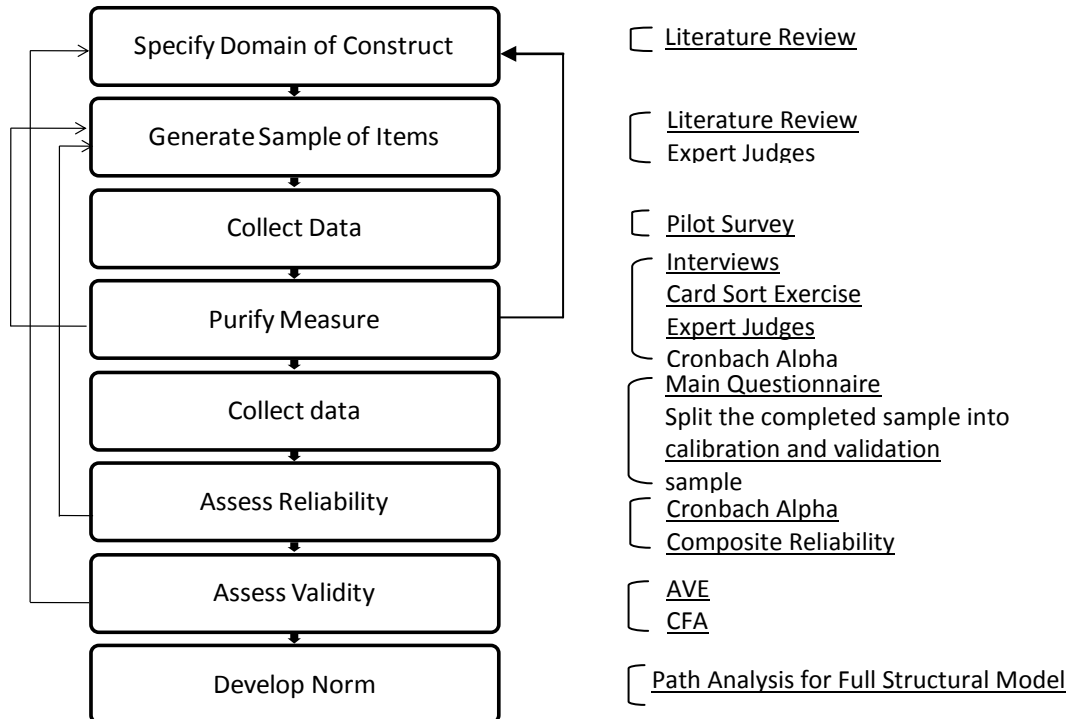 Specify Domain of Construct
Literature Review
Generate Sample of Items
Literature Review
Expert Judges
Collect Data
Pilot Survey
Purify Measure
Interviews
Card Sort Exercise
Expert Judges
Cronbach Alpha
Collect data
Main Questionnaire
Split the completed sample into
calibration and validation
sample
Assess Reliability
Cronbach Alpha
Composite Reliability
Assess Validity
AVE
CFA
Develop Norm
Path Analysis for Full Structural Model